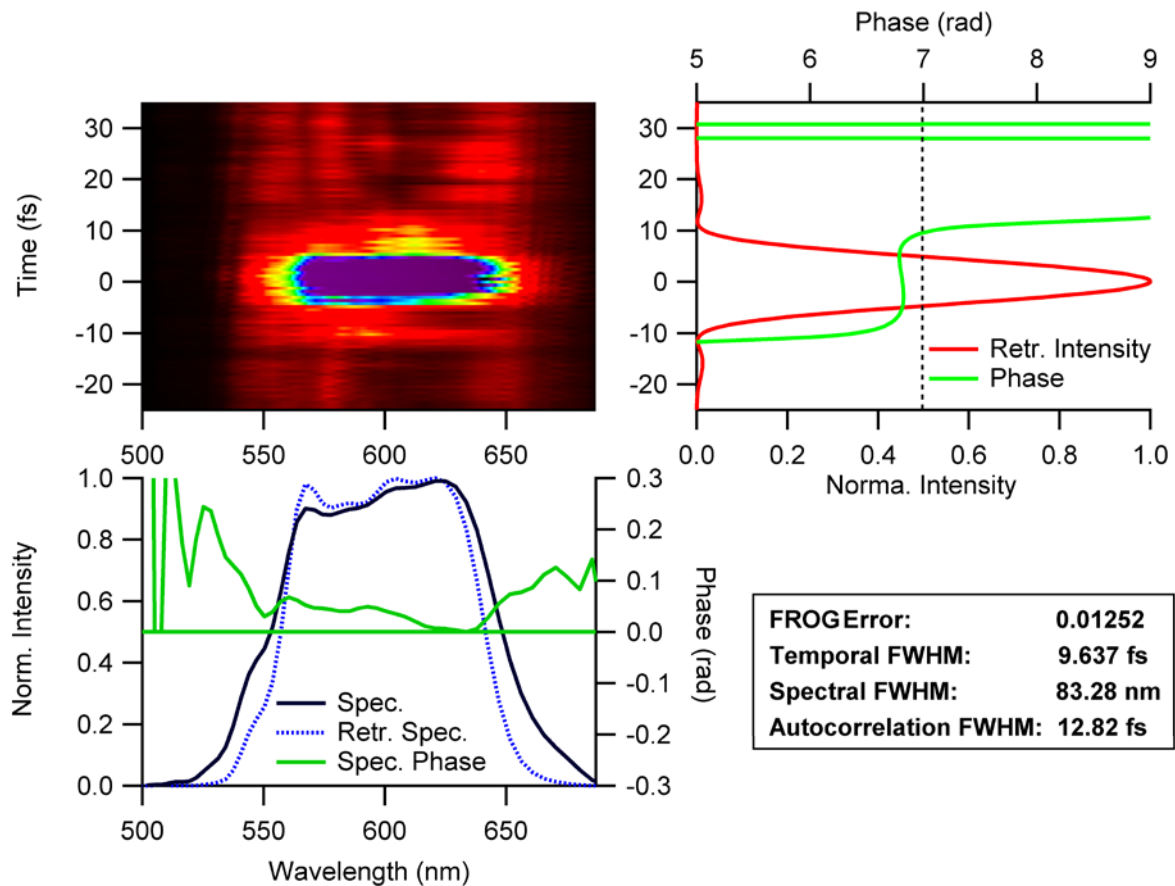 Phase (rad)
5 6 7 8 9
Time (fs)
30
20
10
0
-10
-20
30
20
10
0
-10
-20
Retr. Intensity
Phase
500 550 600 650
0.0 0.2 0.4 0.6 0.8 1.0
Norma. Intensity
Norm. Intensity
1.0
0.8
0.6
0.4
0.2
0.0
0.3
0.2
0.1
0.0
-0.1
-0.2
-0.3
Phase (rad)
Spec.
Retr. Spec.
Spec. Phase
500 550 600 650
Wavelength (nm)
FROG Error: 0.01252
Temporal FWHM: 9.637 fs
Spectral FWHM: 83.28 nm
Autocorrelation FWHM: 12.82 fs